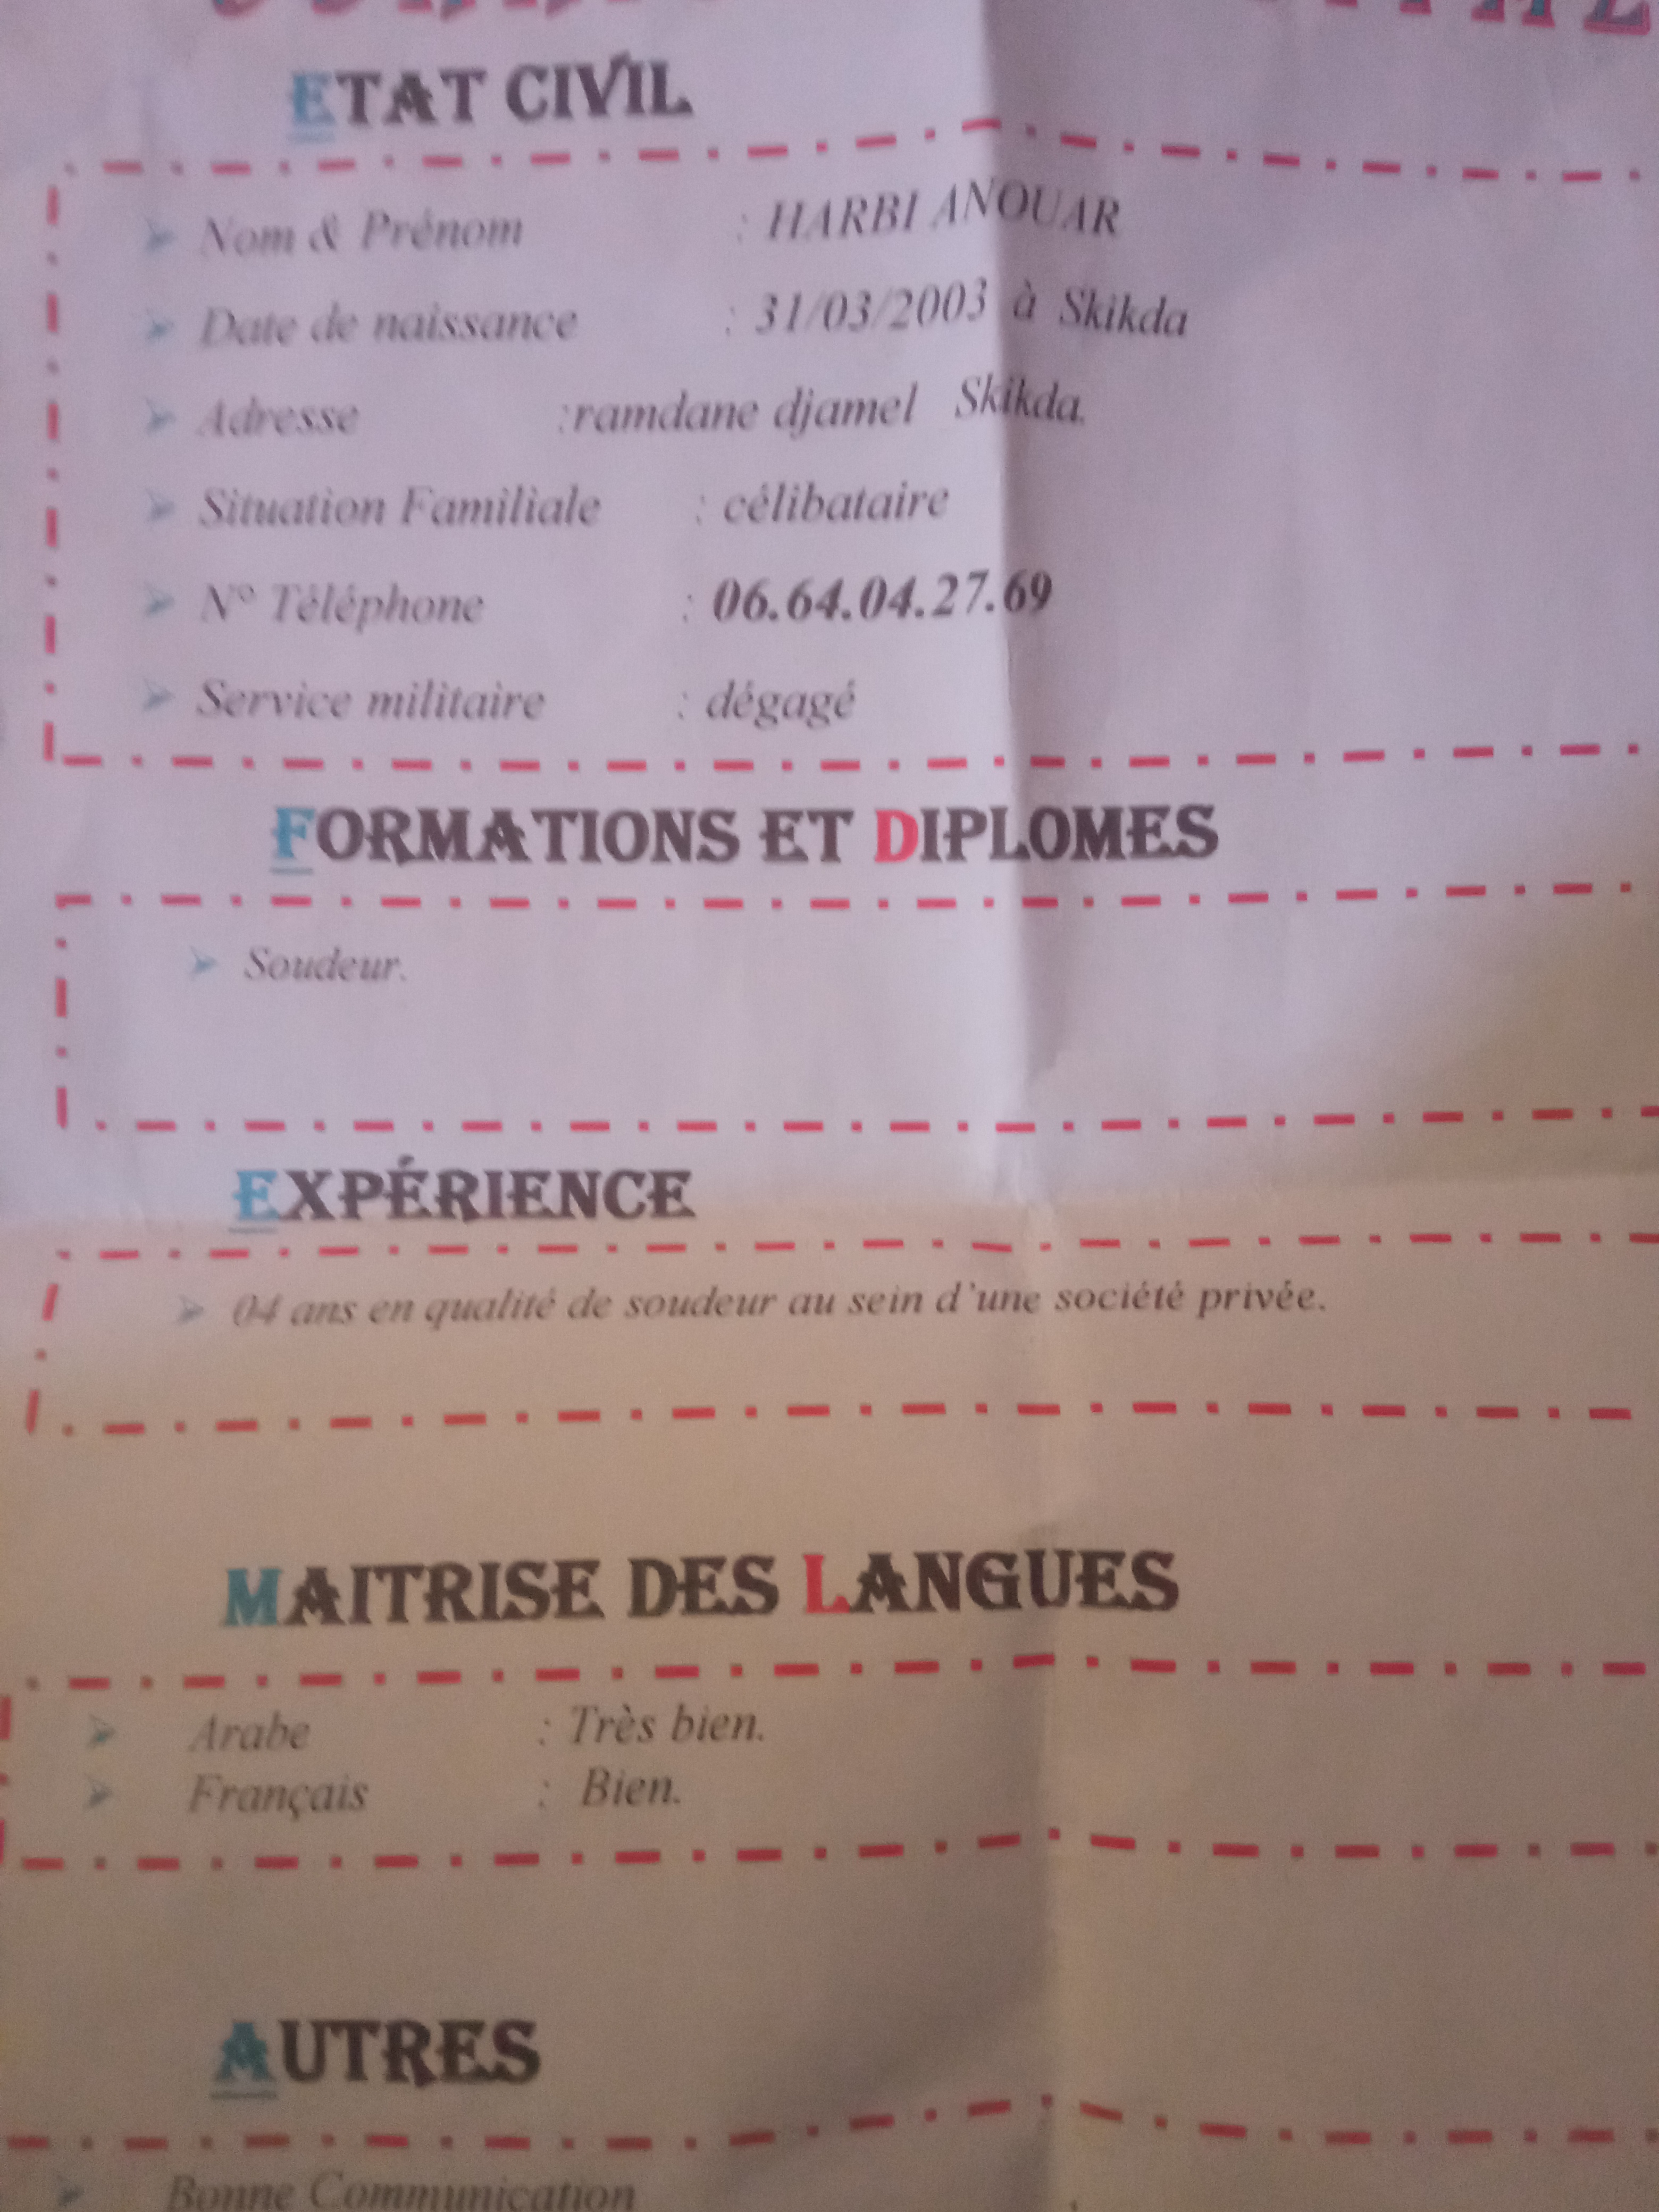 ETAT CIVIL
Nom & Prénom : HARBI ANOUAR
Date de naissance : 31/03/2003 à Skikda
Adresse :ramdane djamel Skikda.
Situation Familiale : célibataire
N° Téléphone : 06.64.04.27.69
Service militaire : dégagé
FORMATIONS ET DIPLOMES
Soudeur.
EXPÉRIENCE
04 ans en qualité de soudeur au sein d'une société privée.
MAITRISE DES LANGUES
Arabe : Très bien.
Français : Bien.
AUTRES
Bonne Communication